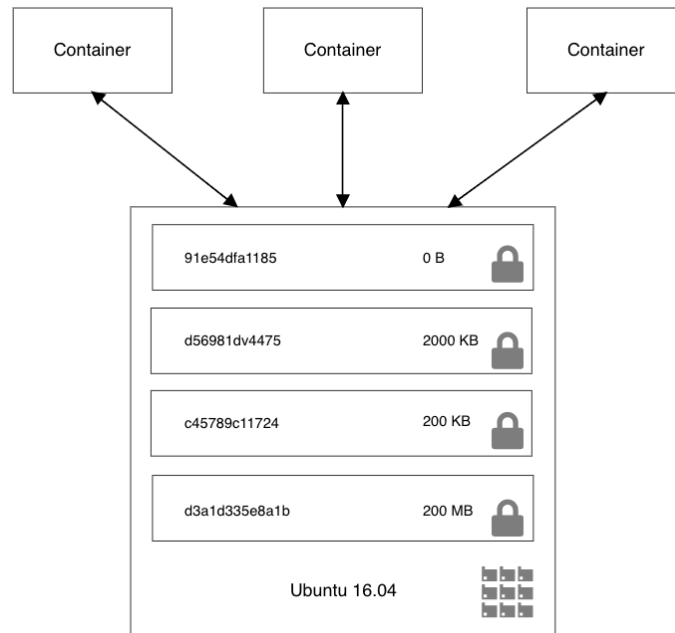 Container Container Container
91e54dfa1185 0 B
d56981dv4475 2000 KB
c45789c11724 200 KB
d3a1d335e8a1b 200 MB
Ubuntu 16.04